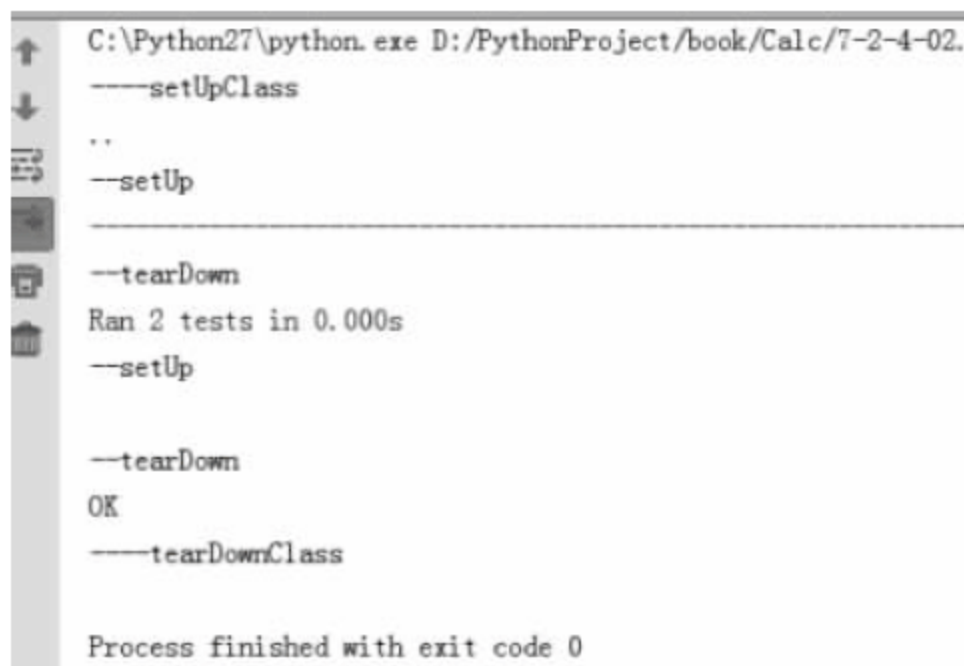 C:\Python27\python.exe D:/PythonProject/book/Calc/7-2-4-02.
----setUpClass
..
--setUp
----------------------------------------------------------------------
--tearDown
Ran 2 tests in 0.000s
--setUp
--tearDown
OK
----tearDownClass
Process finished with exit code 0